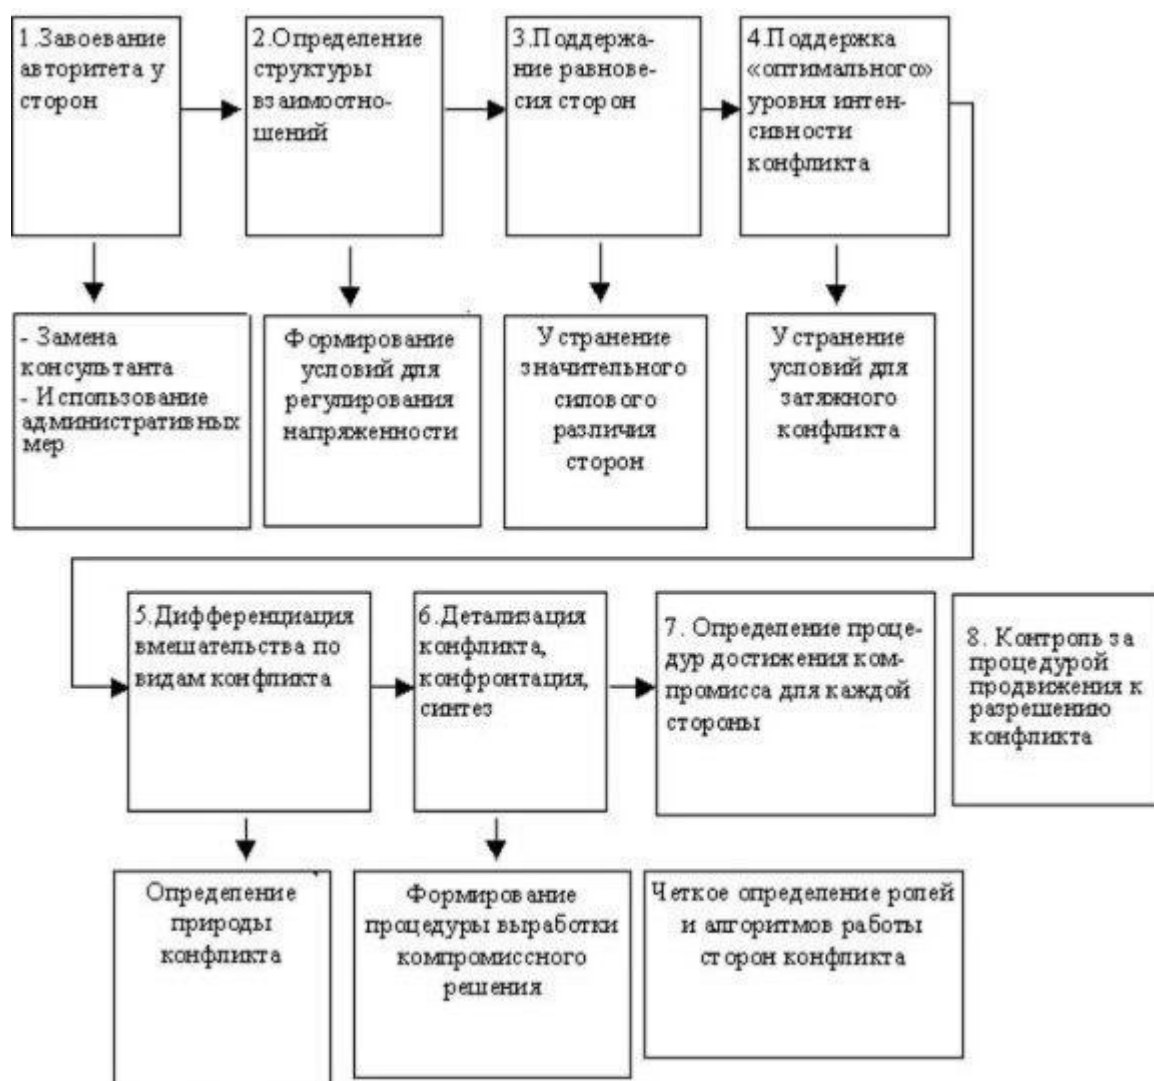 1.Завоевание
авторитета у
сторон
2.Определение
структуры
взаимоотно-
шений
3.Поддержа-
ние равнове-
сия сторон
4.Поддержка
«оптимального»
уровня интен-
сивности
конфликта
- Замена
консультанта
- Использование
административных
мер
Формирование
условий для
регулирования
напряженности
Устранение
значительного
силового
различия
сторон
Устранение
условий для
затяжного
конфликта
5.Дифференциация
вмешательства по
видам конфликта
6.Детализация
конфликта,
конфронтация,
синтез
7. Определение проце-
дур достижения ком-
промисса для каждой
стороны
8. Контроль за
процедурой
продвижения к
разрешению
конфликта
Определение
природы
конфликта
Формирование
процедуры выработки
компромиссного
решения
Четкое определение ролей
и алгоритмов работы
сторон конфликта